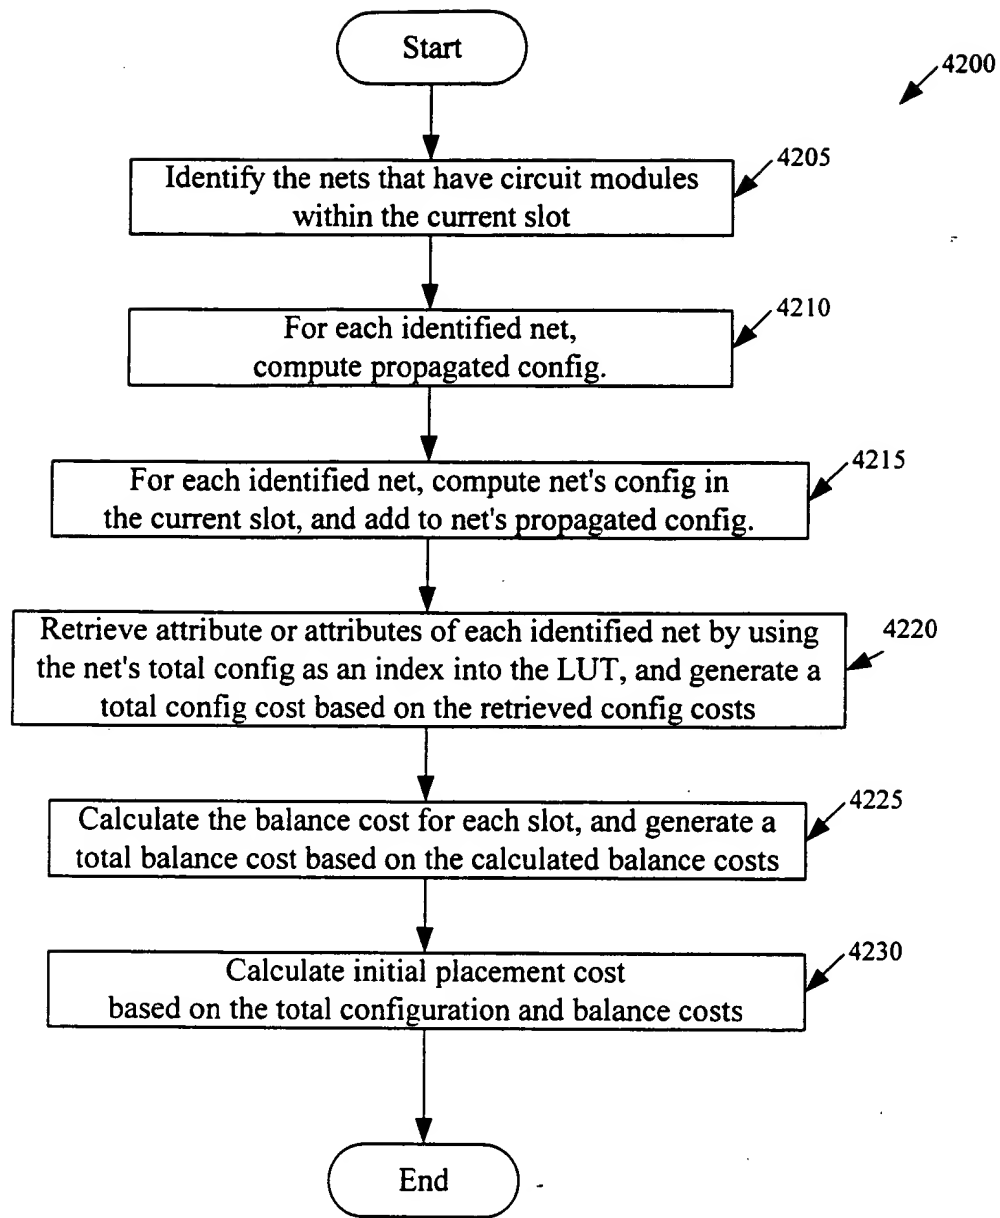 Start
4200
4205
Identify the nets that have circuit modules
within the current slot
4210
For each identified net,
compute propagated config.
4215
For each identified net, compute net's config in
the current slot, and add to net's propagated config.
4220
Retrieve attribute or attributes of each identified net by using
the net's total config as an index into the LUT, and generate a
total config cost based on the retrieved config costs
4225
Calculate the balance cost for each slot, and generate a
total balance cost based on the calculated balance costs
4230
Calculate initial placement cost
based on the total configuration and balance costs
End